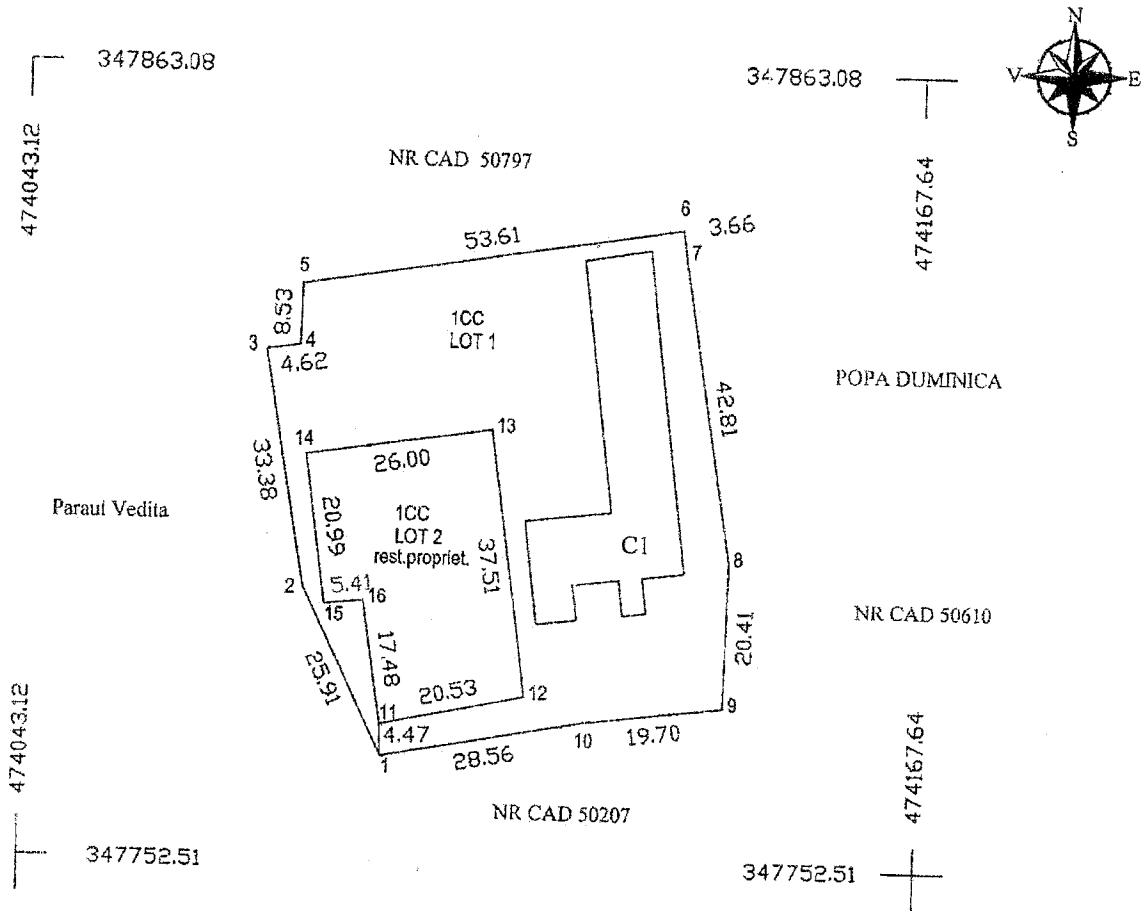 N
V
E
S
347863.08
347863.08
474043.12
474167.64
NR CAD 50797
6
3.66
7
53.61
5
8.53
3
4
4.62
1CC
LOT 1
POPA DUMINICA
42.81
14
13
26.00
33.38
Paraul Vedita
20.99
1CC
LOT 2
rest.propriet.
37.51
C1
8
2
5.41
15
16
NR CAD 50610
14.02
17.48
25.91
20.53
12
11
4.47
9
10
19.70
1
28.56
474043.12
474167.64
NR CAD 50207
347752.51
347752.51